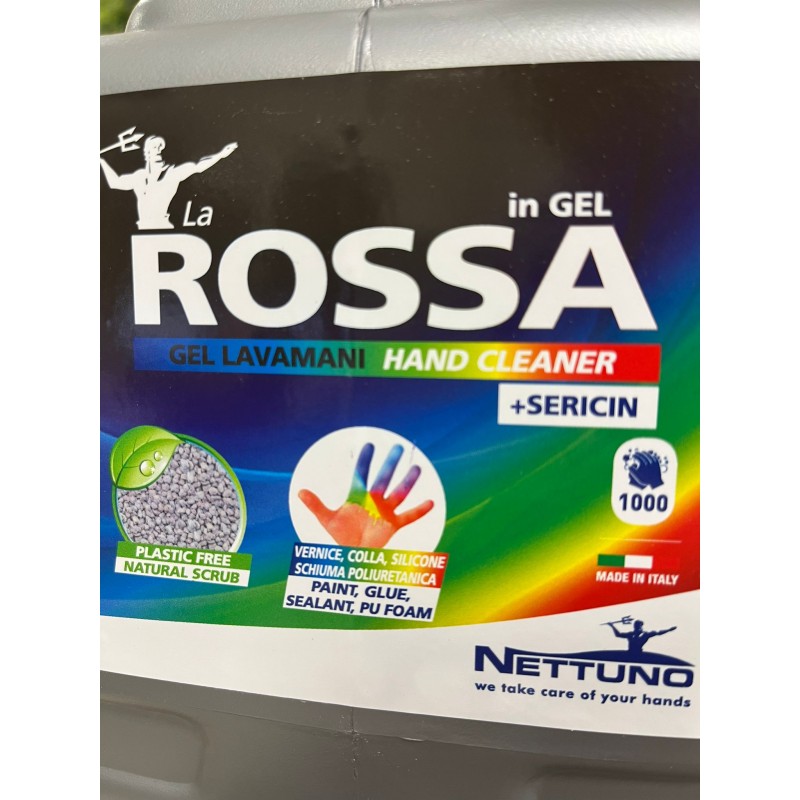 La
in GEL
ROSSA
GEL LAVAMANI HAND CLEANER
+SERICIN
1000
PLASTIC FREE
NATURAL SCRUB
VERNICE, COLLA, SILICONE
SCHIUMA POLIURETANICA
PAINT, GLUE,
SEALANT, PU FOAM
MADE IN ITALY
NETTUNO
we take care of your hands